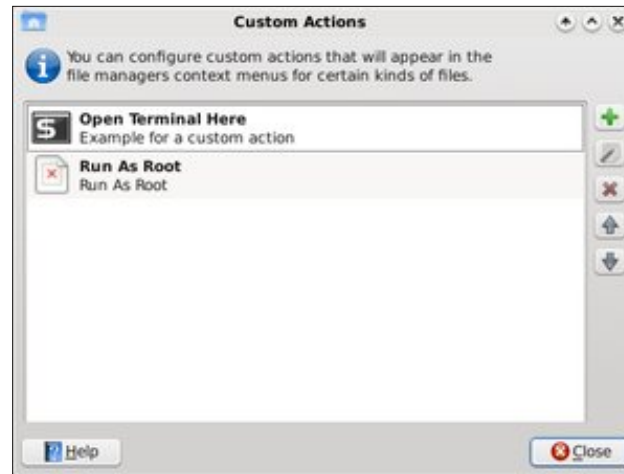 Custom Actions
You can configure custom actions that will appear in the
file managers context menus for certain kinds of files.
Open Terminal Here
Example for a custom action
Run As Root
Run As Root
Help
Close